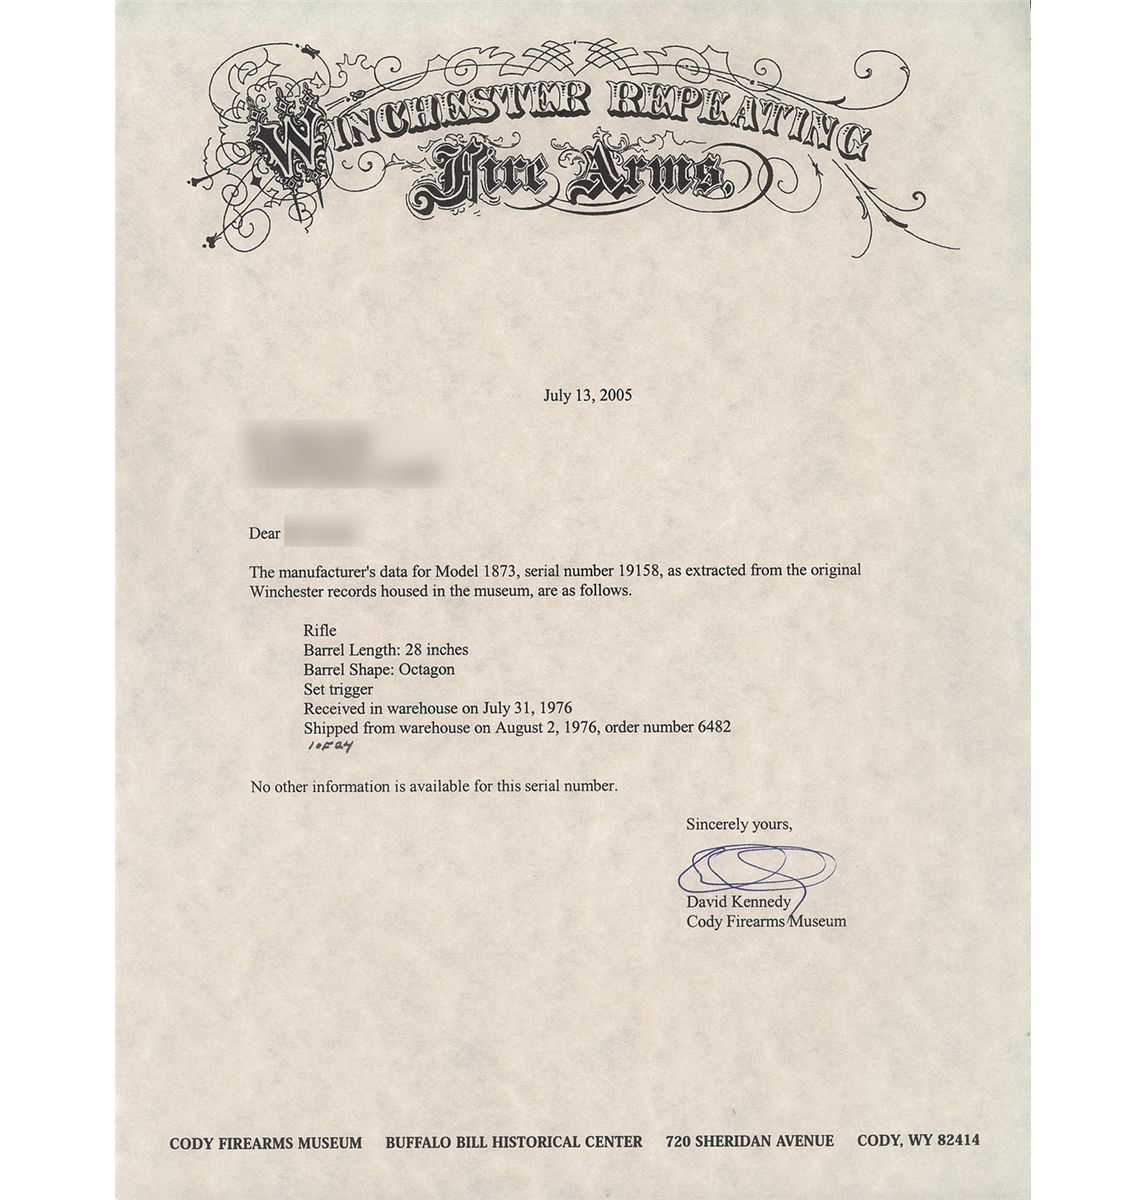 WINCHESTER REPEATING
Fire Arms.
July 13, 2005
Dear
The manufacturer's data for Model 1873, serial number 19158, as extracted from the original
Winchester records housed in the museum, are as follows.
Rifle
Barrel Length: 28 inches
Barrel Shape: Octagon
Set trigger
Received in warehouse on July 31, 1976
Shipped from warehouse on August 2, 1976, order number 6482
1 OF 24
No other information is available for this serial number.
Sincerely yours,
David Kennedy
Cody Firearms Museum
CODY FIREARMS MUSEUM BUFFALO BILL HISTORICAL CENTER 720 SHERIDAN AVENUE CODY, WY 82414